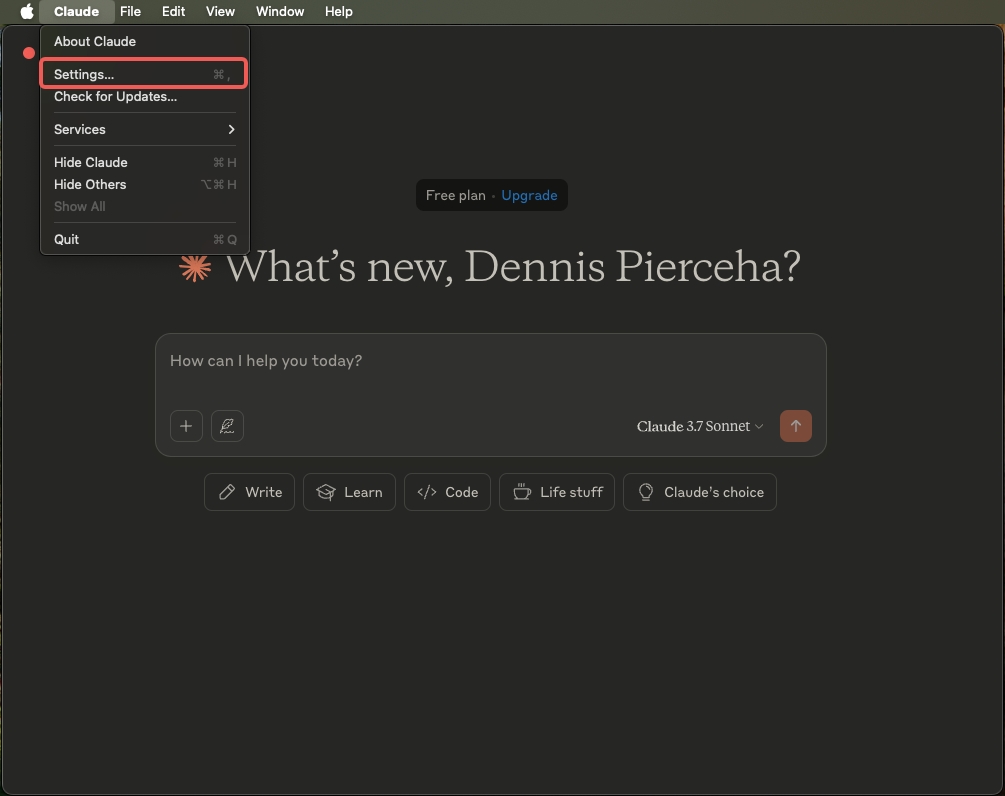 Claude File Edit View Window Help
About Claude
Settings... ⌘ ,
Check for Updates...
Services
Hide Claude ⌘ H
Hide Others ⌥⌘ H
Show All
Quit ⌘ Q
Free plan · Upgrade
What's new, Dennis Pierceha?
How can I help you today?
Claude 3.7 Sonnet
Write Learn Code Life stuff Claude's choice